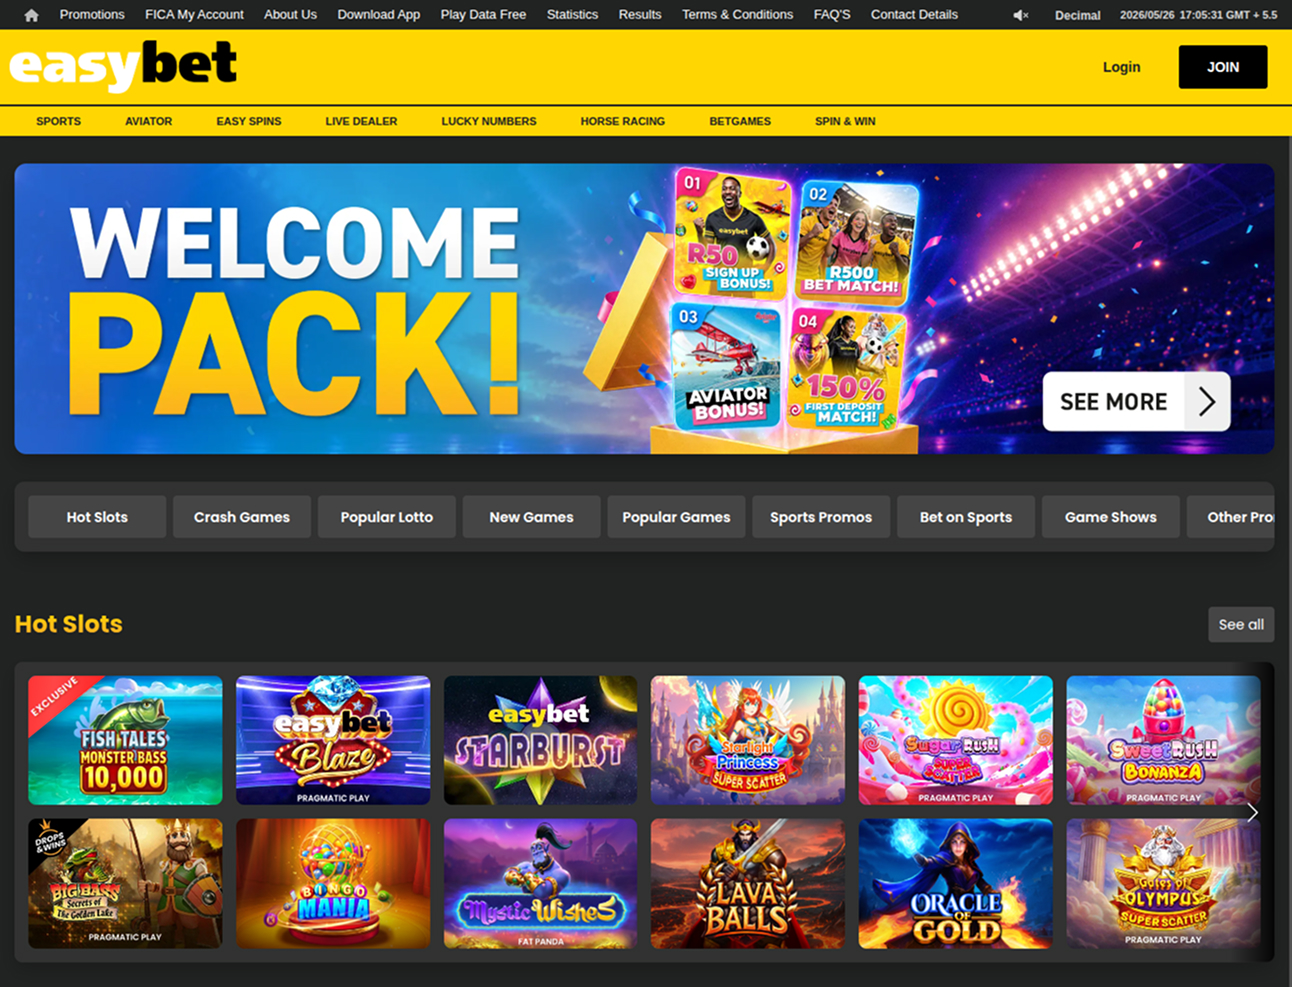 Promotions FICA My Account About Us Download App Play Data Free Statistics Results Terms & Conditions FAQ'S Contact Details Decimal 2026/05/26 17:05:31 GMT + 5.5
easybet
Login JOIN
SPORTS AVIATOR EASY SPINS LIVE DEALER LUCKY NUMBERS HORSE RACING BETGAMES SPIN & WIN
WELCOME
PACK!
01
easybet
R50
SIGN UP
BONUS!
02
R500
BET MATCH!
03
AVIATOR
BONUS!
04
150%
FIRST DEPOSIT
MATCH!
SEE MORE
Hot Slots Crash Games Popular Lotto New Games Popular Games Sports Promos Bet on Sports Game Shows Other Pro
Hot Slots
See all
EXCLUSIVE
FISH TALES
MONSTER BASS
10,000
easybet
Blaze
PRAGMATIC PLAY
easybet
STARBURST
Starlight
Princess
SUPER SCATTER
Sugar RUSH
SUPER
SCATTER
PRAGMATIC PLAY
Sweet RUSH
BONANZA
PRAGMATIC PLAY
DROPS
& WINS
BIG BASS
Secrets of
The Golden Lake
PRAGMATIC PLAY
BINGO
MANIA
Mystic Wishes
FAT PANDA
LAVA
BALLS
ORACLE
OF
GOLD
Gates of
OLYMPUS
SUPER SCATTER
PRAGMATIC PLAY